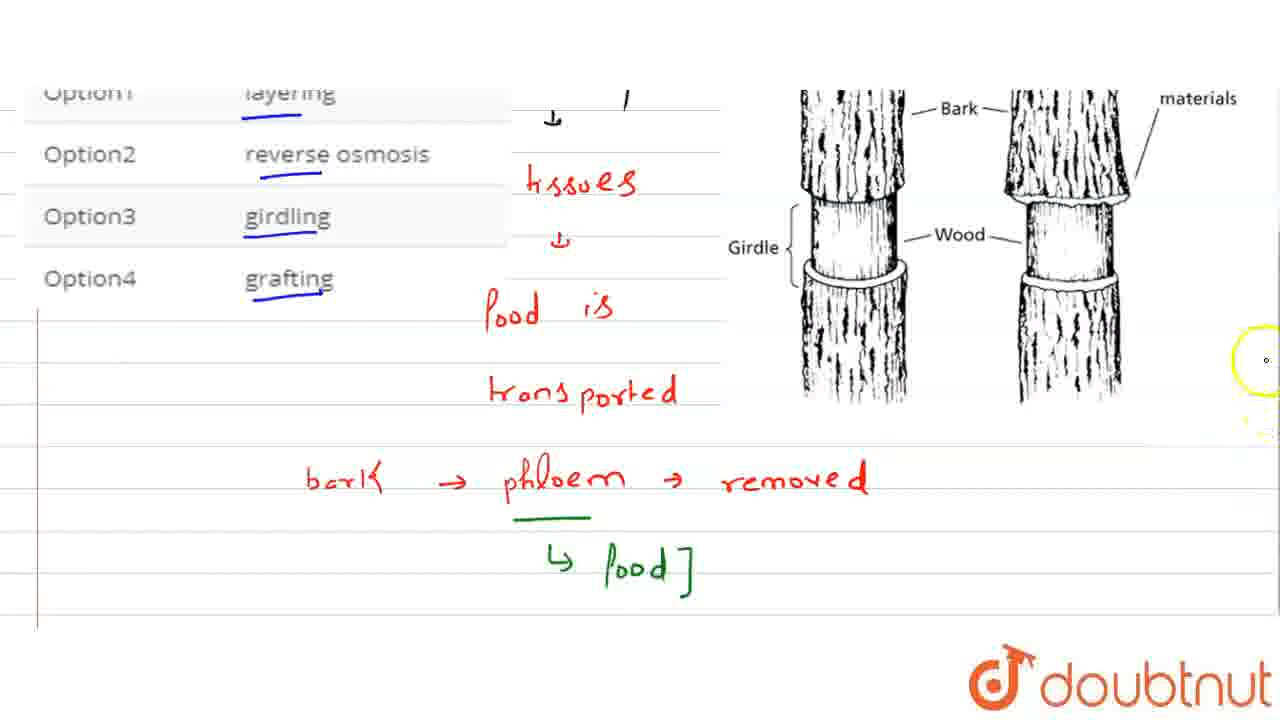 Option1 layering
Option2 reverse osmosis
Option3 girdling
Option4 grafting
tissues
food is
transported
bark → phloem → removed
↳ food]
materials
Bark
Girdle
Wood
doubtnut